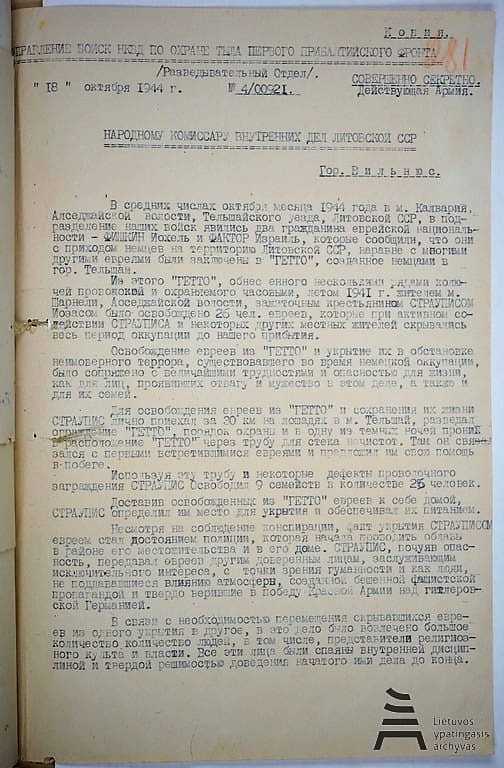 Копия.
УПРАВЛЕНИЕ ВОЙСК НКВД ПО ОХРАНЕ ТЫЛА ПЕРВОГО ПРИБАЛТИЙСКОГО ФРОНТА
/Разведывательный Отдел/.
СОВЕРШЕННО СЕКРЕТНО.
" 18 " октября 1944 г. № 4/00921.
Действующая Армия.
НАРОДНОМУ КОМИССАРУ ВНУТРЕННИХ ДЕЛ ЛИТОВСКОЙ ССР
Гор. Вильнюс.
В средних числах октября месяца 1944 года в м. Калвария,
Алседжайской волости, Тельшайского уезда, Литовской ССР, в под-
разделение наших войск явились два гражданина еврейской националь-
ности - ФИШКИН Иохель и ФАКТОР Израиль, которые сообщили, что они
с приходом немцев на территорию Литовской ССР, наравне с многими
другими евреями были заключены в "ГЕТТО", созданное немцами в
гор. Тельшай.
Из этого "ГЕТТО", обнесенного несколькими рядами колю-
чей проволокой и охраняемого часовыми, летом 1941 г. жителем м.
Шарнели, Алседжайской волости, зажиточным крестьянином СТРАУПИСОМ
Иозасом было освобождено 26 чел. евреев, которые при активном со-
действии СТРАУПИСА и некоторых других местных жителей скрывались
весь период оккупации до нашего прибытия.
Освобождение евреев из "ГЕТТО" и укрытие их в обстановке
неимоверного террора, существовавшего во время немецкой оккупации,
было сопряжено с величайшими трудностями и опасностью для жизни,
как для лиц, проявивших отвагу и мужество в этом деле, а также и
для их семей.
Для освобождения евреев из "ГЕТТО" и сохранения их жизни
СТРАУПИС лично приехал за 30 км на лошадях в м. Тельшай, разведал
"ГЕТТО", порядок охраны и в одну из темных ночей проник
в расположение "ГЕТТО" через трубу для стека нечистот. Там он свя-
зался с первыми встретившимися евреями и предложил им свою помощь
в побеге.
Используя эту трубу и некоторые дефекты проволочного
заграждения СТРАУПИС освободил 9 семейств в количестве 26 человек.
Доставив освобожденных из "ГЕТТО" евреев к себе домой,
СТРАУПИС определил им место для укрытия и обеспечивал их питанием.
Несмотря на соблюдение конспирации, факт укрытия СТРАУПИСОМ
евреем стал достоянием полиции, которая начала проводить облавы
в районе его местожительства и в его доме. СТРАУПИС, почуяв опас-
ность, передавал евреев другим доверенным лицам, заслуживающим
исключительного интереса, с точки зрения гуманности и как люди,
не поддававшиеся влиянию атмосферы, созданной бешенной фашистской
пропагандой и твердо верившие в победу Красной Армии над гитлеров-
ской Германией.
В связи с необходимостью перемещения скрывавшихся евре-
ев из одного укрытия в другое, в это дело было вовлечено большое
количество количество людей, в том числе, представители религиоз-
ного культа и власти. Все эти лица были спаяны внутренней дисцип-
линой и твердой решимостью доведения начатого ими дела до конца.
Lietuvos
ypatingasis
archyvas